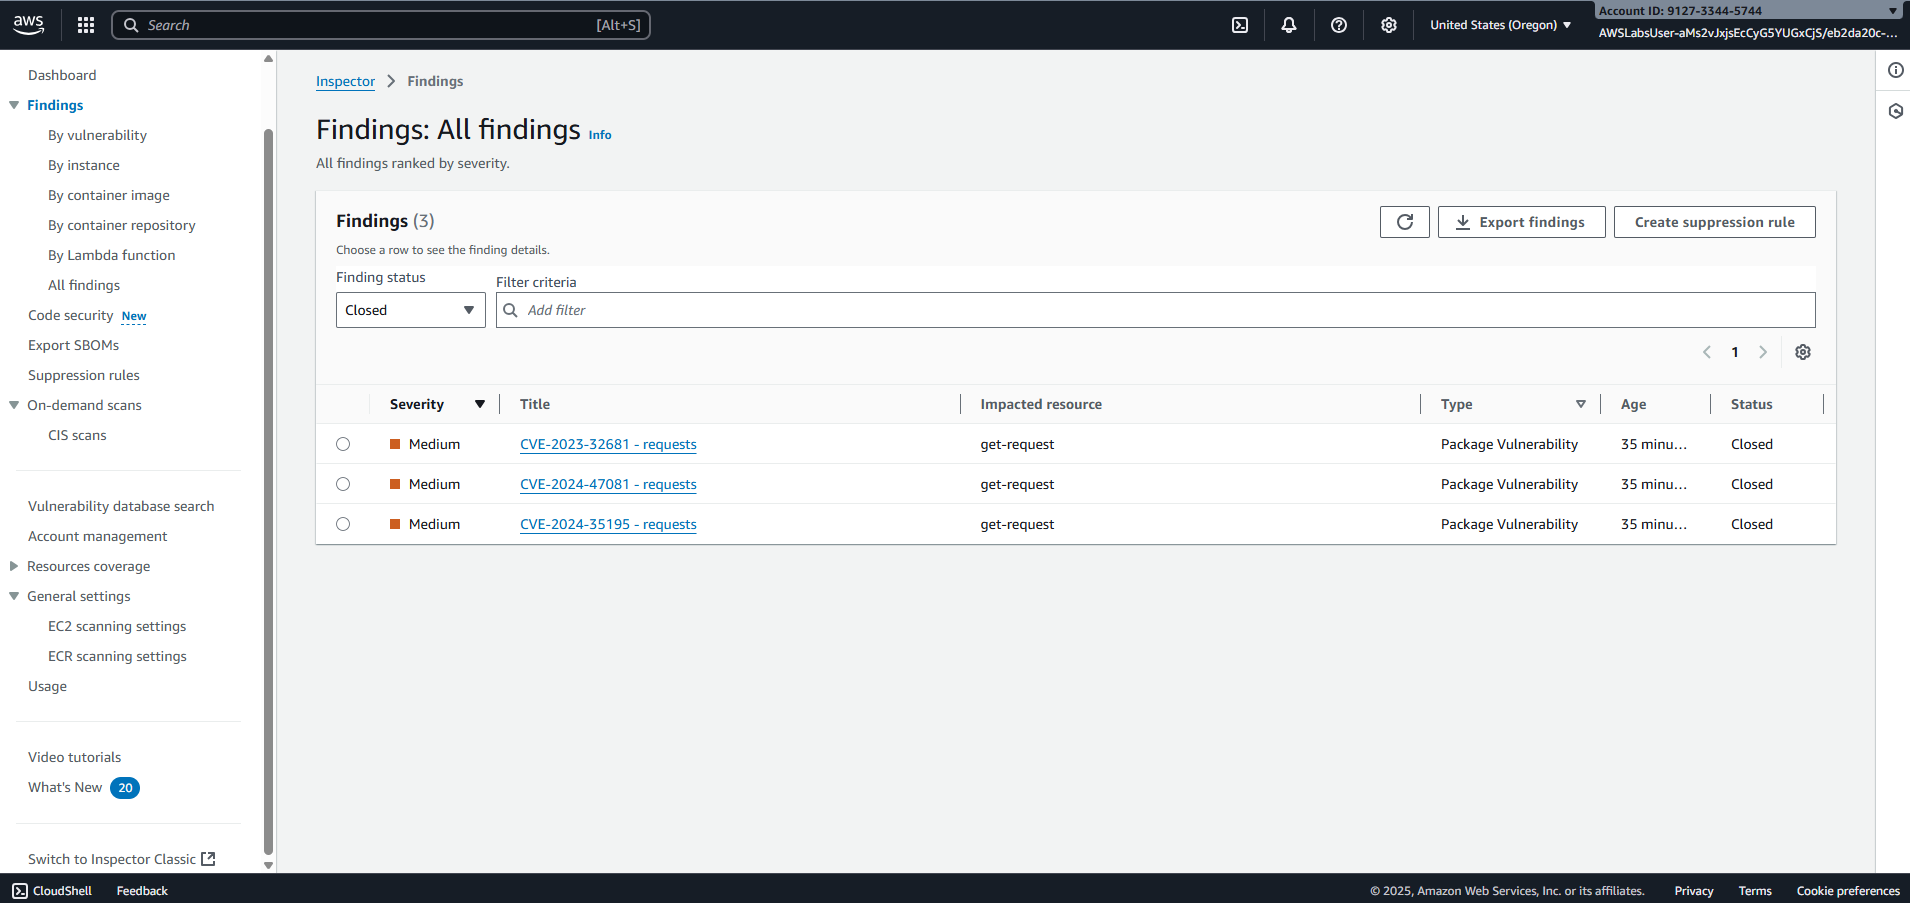 aws
Search [Alt+S]
United States (Oregon)
Account ID: 9127-3344-5744
AWSLabsUser-aMs2vJxjsEcCyG5YUGxCjS/eb2da20c-...
Dashboard
Findings
By vulnerability
By instance
By container image
By container repository
By Lambda function
All findings
Code security New
Export SBOMs
Suppression rules
On-demand scans
CIS scans
Vulnerability database search
Account management
Resources coverage
General settings
EC2 scanning settings
ECR scanning settings
Usage
Video tutorials
What's New 20
Switch to Inspector Classic
Inspector > Findings
Findings: All findings Info
All findings ranked by severity.
Findings (3)
Choose a row to see the finding details.
Export findings
Create suppression rule
Finding status
Filter criteria
Closed
Add filter
1
Severity Title Impacted resource Type Age Status
Medium CVE-2023-32681 - requests get-request Package Vulnerability 35 minu... Closed
Medium CVE-2024-47081 - requests get-request Package Vulnerability 35 minu... Closed
Medium CVE-2024-35195 - requests get-request Package Vulnerability 35 minu... Closed
CloudShell Feedback © 2025, Amazon Web Services, Inc. or its affiliates. Privacy Terms Cookie preferences